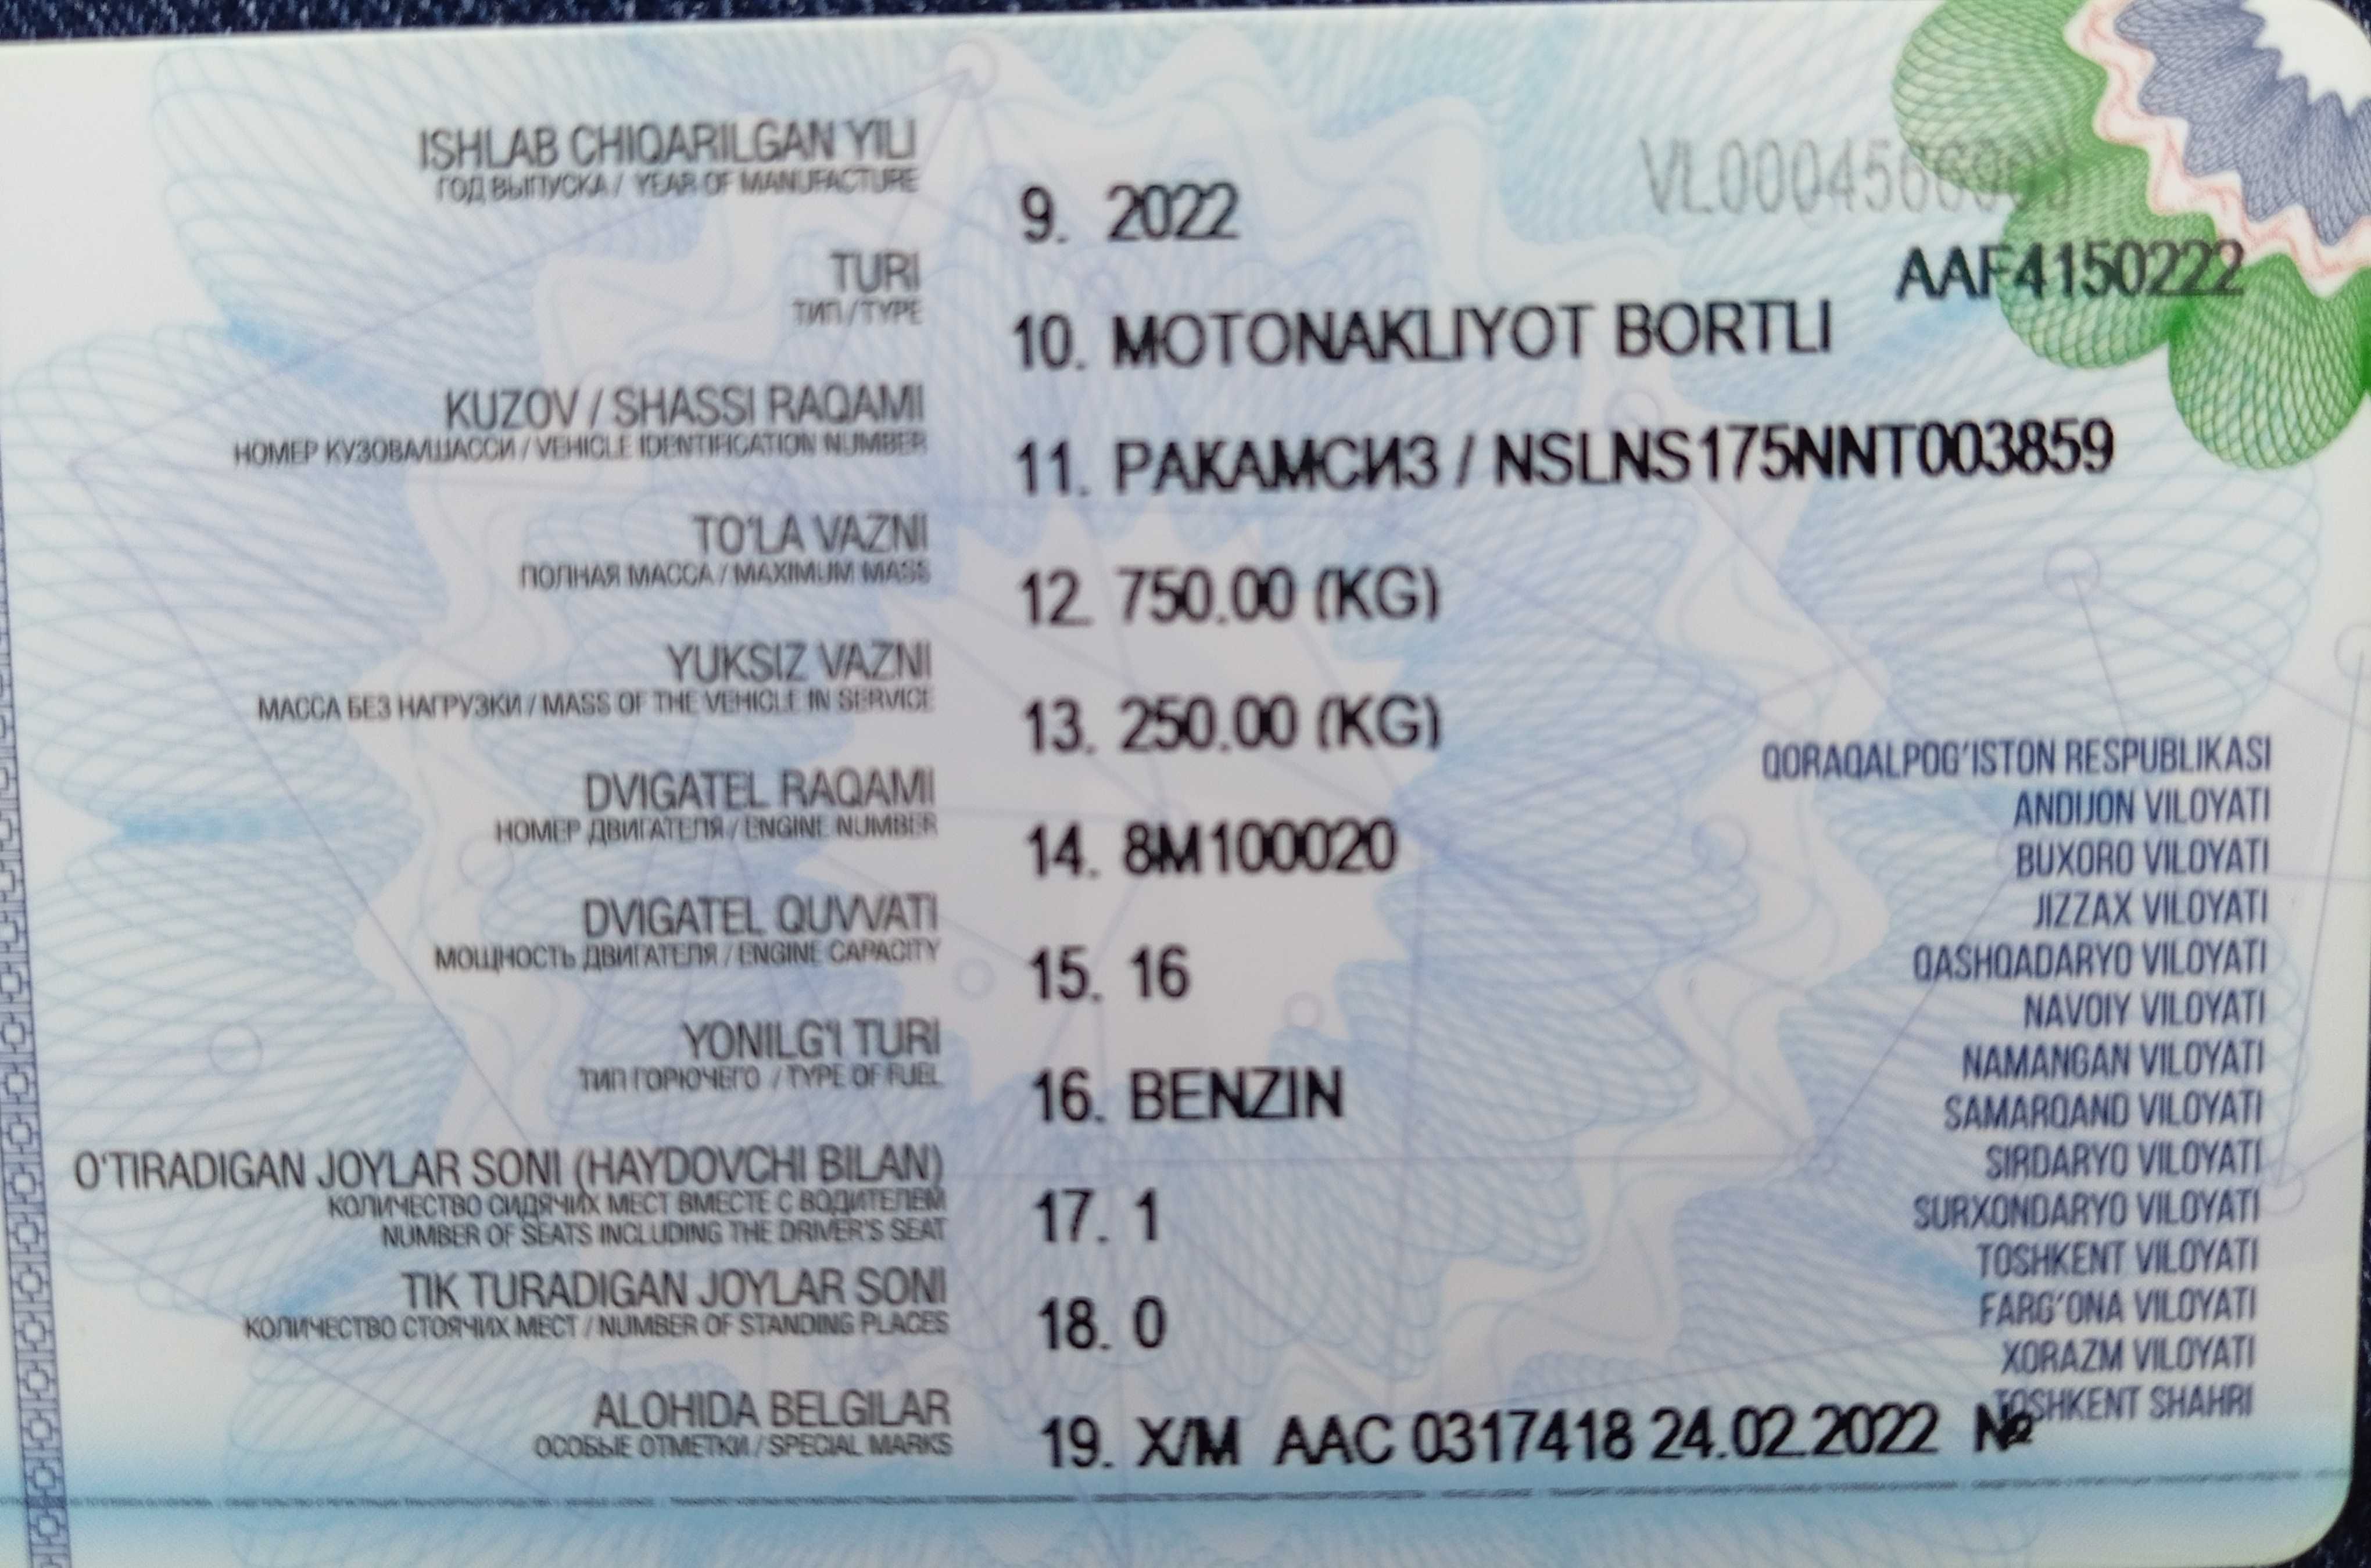 ISHLAB CHIQARILGAN YILI
ГОД ВЫПУСКА / YEAR OF MANUFACTURE
9. 2022
AAF4150222
TURI
ТИП / TYPE
10. MOTONAKLIYOT BORTLI
KUZOV / SHASSI RAQAMI
НОМЕР КУЗОВА/ШАССИ / VEHICLE IDENTIFICATION NUMBER
11. РАКАМСИЗ / NSLNS175NNT003859
TO'LA VAZNI
ПОЛНАЯ МАССА / MAXIMUM MASS
12. 750.00 (KG)
YUKSIZ VAZNI
МАССА БЕЗ НАГРУЗКИ / MASS OF THE VEHICLE IN SERVICE
13. 250.00 (KG)
DVIGATEL RAQAMI
НОМЕР ДВИГАТЕЛЯ / ENGINE NUMBER
14. 8M100020
DVIGATEL QUVVATI
МОЩНОСТЬ ДВИГАТЕЛЯ / ENGINE CAPACITY
15. 16
YONILG'I TURI
ТИП ГОРЮЧЕГО / TYPE OF FUEL
16. BENZIN
O'TIRADIGAN JOYLAR SONI (HAYDOVCHI BILAN)
КОЛИЧЕСТВО СИДЯЧИХ МЕСТ ВМЕСТЕ С ВОДИТЕЛЕМ
NUMBER OF SEATS INCLUDING THE DRIVER'S SEAT
17. 1
TIK TURADIGAN JOYLAR SONI
КОЛИЧЕСТВО СТОЯЧИХ МЕСТ / NUMBER OF STANDING PLACES
18. 0
ALOHIDA BELGILAR
ОСОБЫЕ ОТМЕТКИ / SPECIAL MARKS
19. X/M AAC 0317418 24.02.2022 №
QORAQALPOG'ISTON RESPUBLIKASI
ANDIJON VILOYATI
BUXORO VILOYATI
JIZZAX VILOYATI
QASHQADARYO VILOYATI
NAVOIY VILOYATI
NAMANGAN VILOYATI
SAMARQAND VILOYATI
SIRDARYO VILOYATI
SURXONDARYO VILOYATI
TOSHKENT VILOYATI
FARG'ONA VILOYATI
XORAZM VILOYATI
TOSHKENT SHAHRI